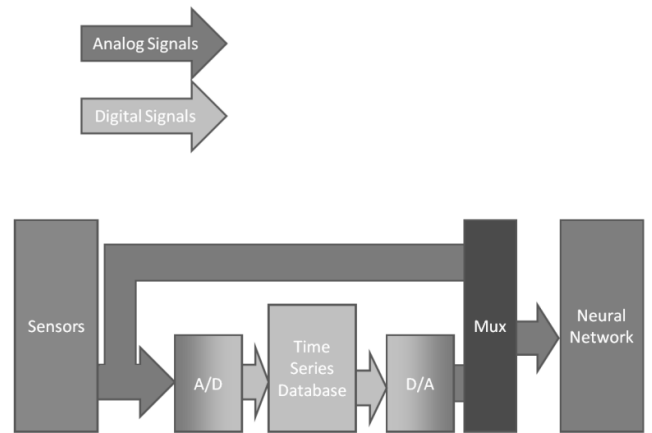 Analog Signals
Digital Signals
Sensors
A/D
Time
Series
Database
D/A
Mux
Neural
Network